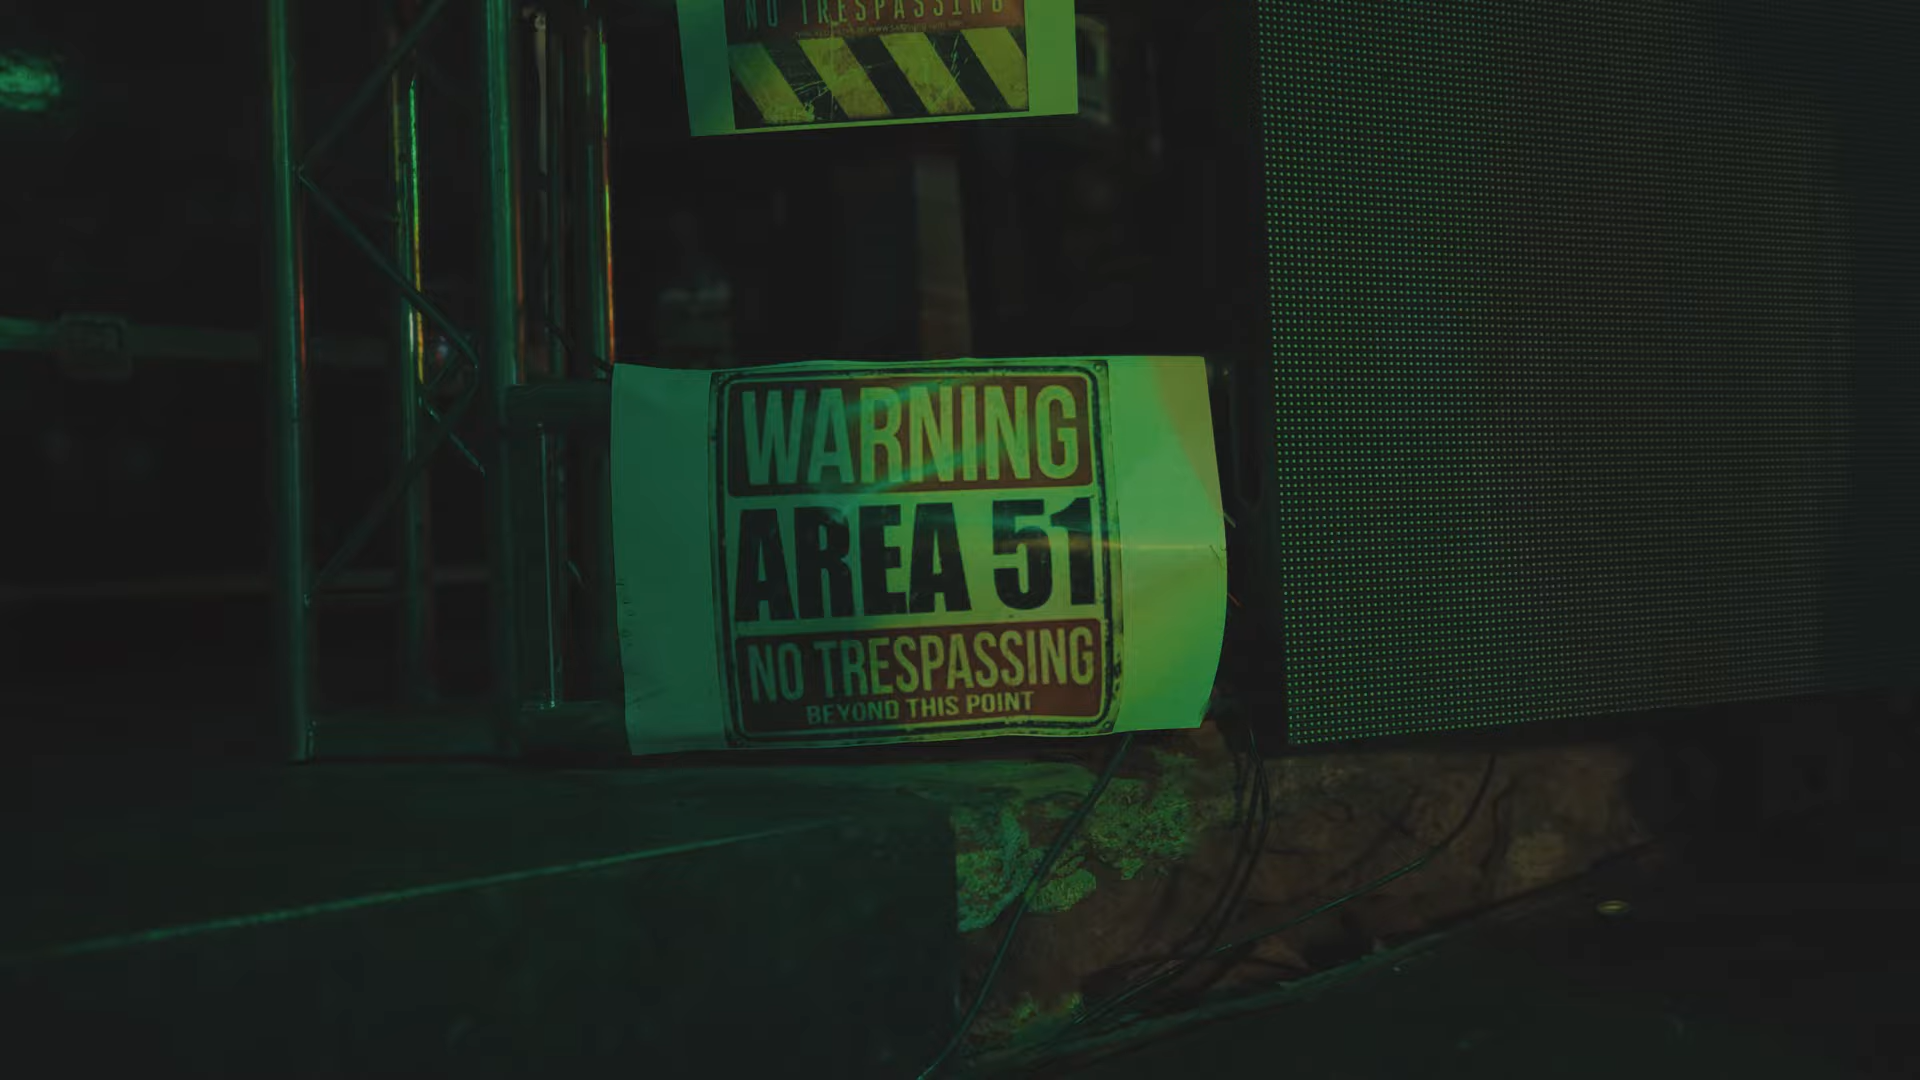 NO TRESPASSING
WARNING
AREA 51
NO TRESPASSING
BEYOND THIS POINT